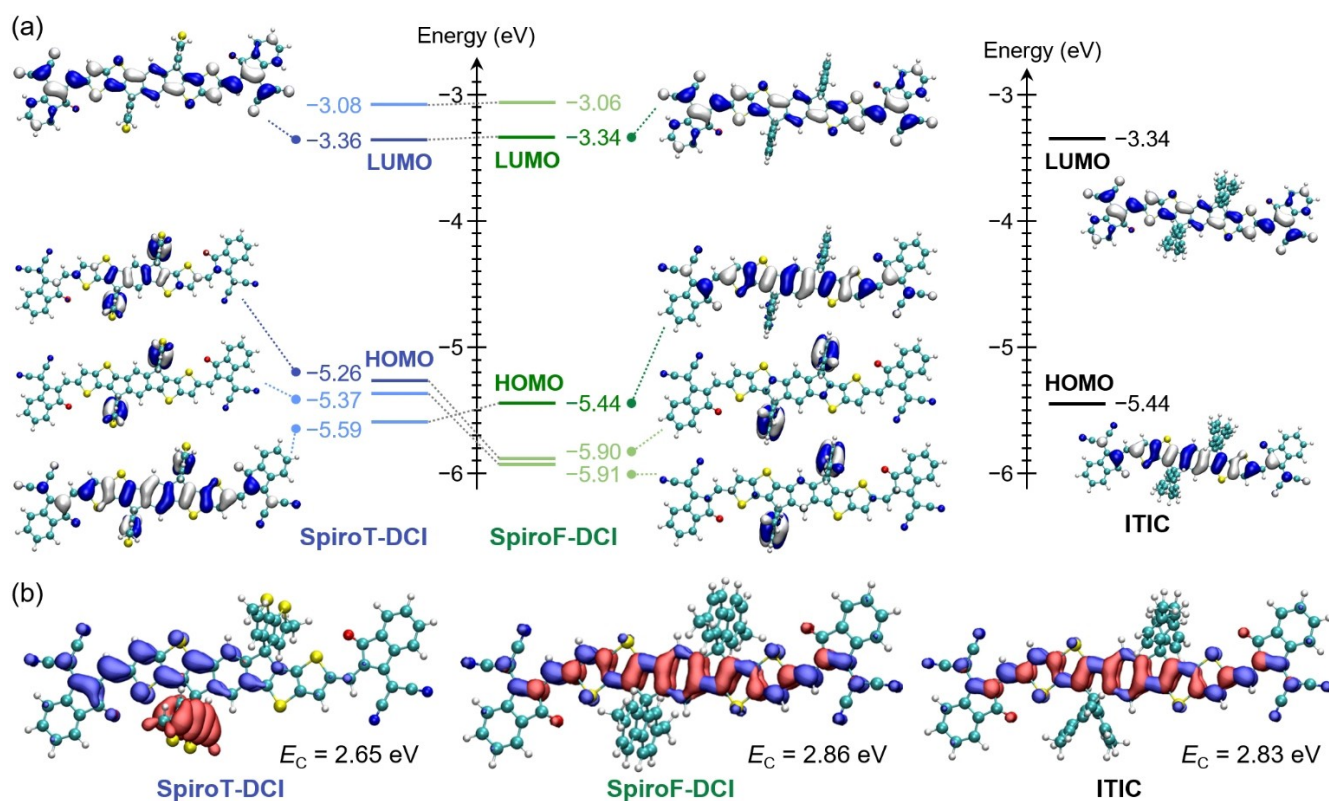 (a)
Energy (eV)
Energy (eV)
−3
−3.08
−3.06
−3
−3.36
−3.34
−3.34
LUMO
LUMO
LUMO
−4
−4
−5
−5
HOMO
−5.26
HOMO
HOMO
−5.37
−5.44
−5.44
−5.59
−5.90
−5.91
−6
−6
SpiroT-DCI
SpiroF-DCI
ITIC
(b)
E_C = 2.65 eV
E_C = 2.86 eV
E_C = 2.83 eV
SpiroT-DCI
SpiroF-DCI
ITIC